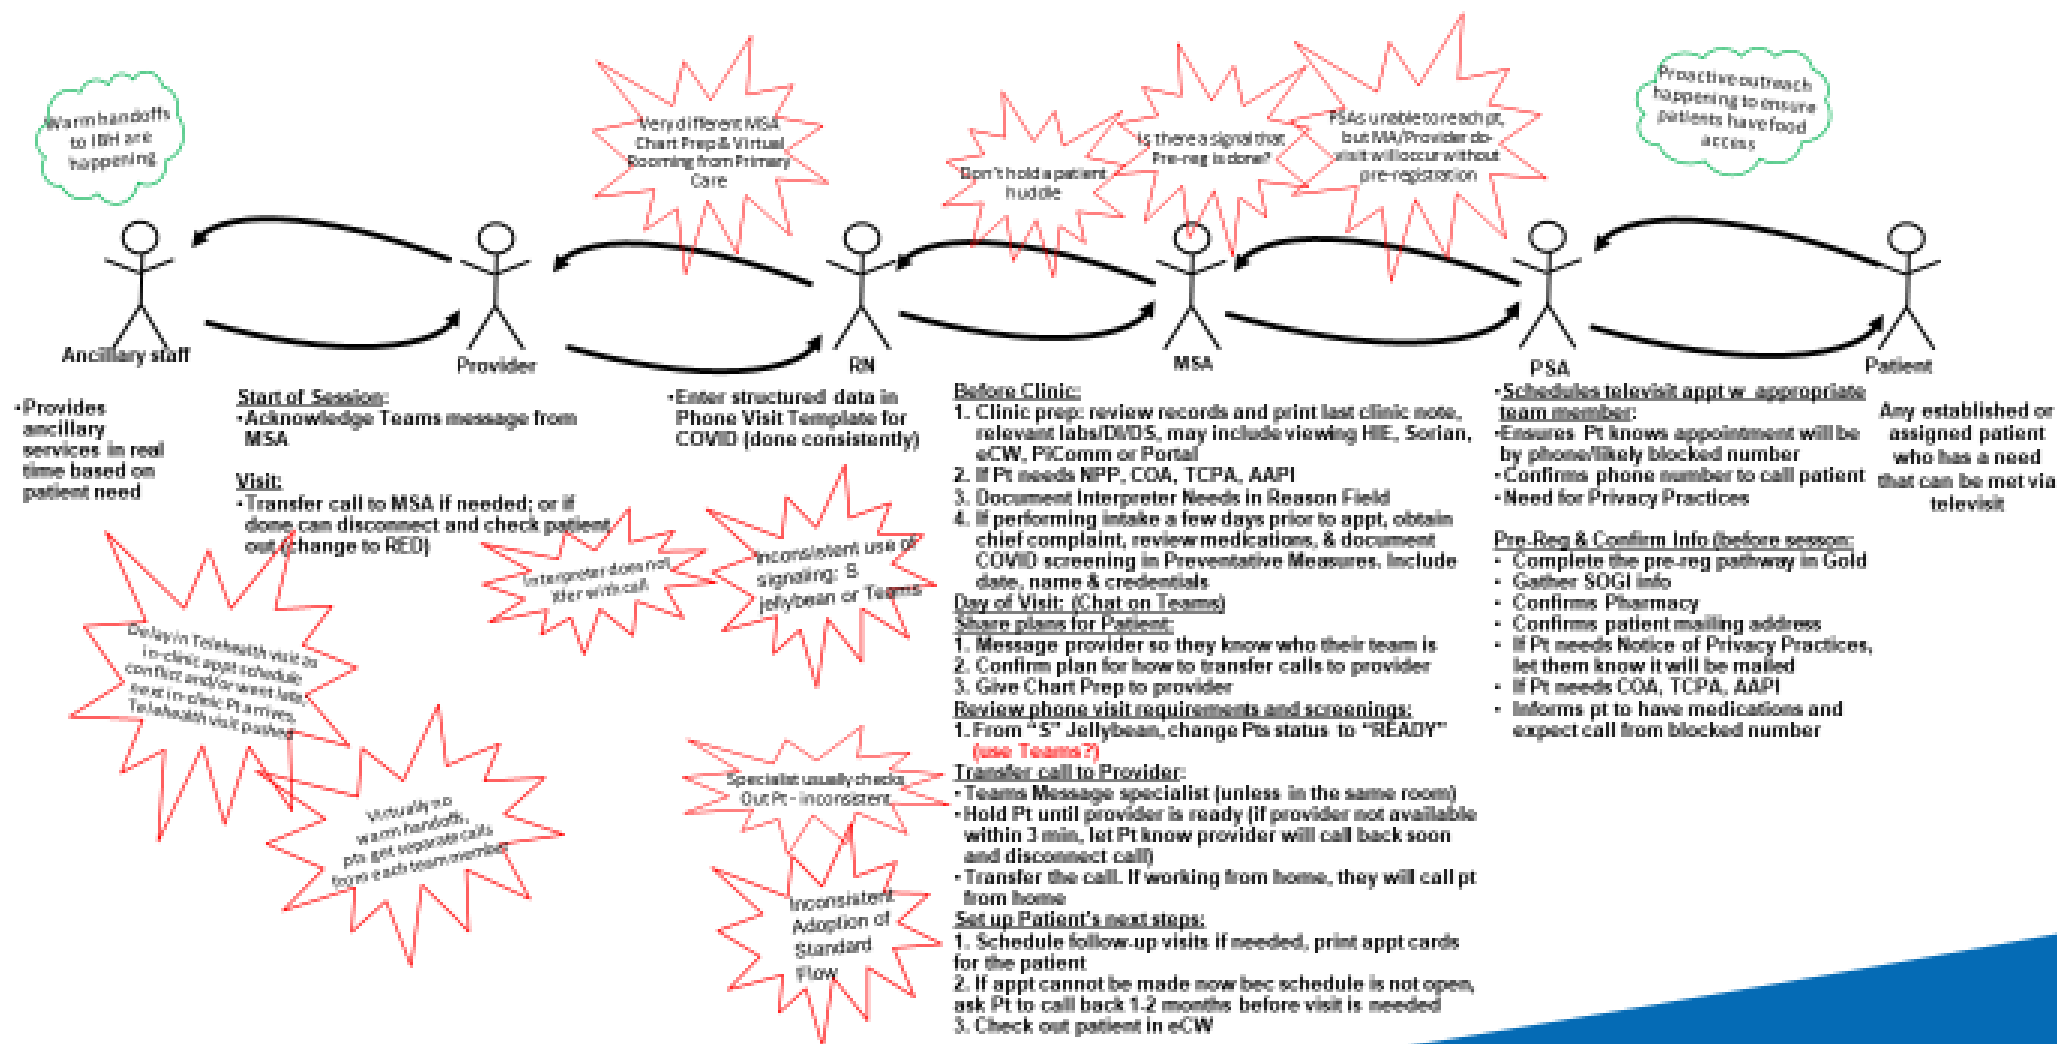 Warm handoffs
to IBH are
happening
Very different MSA
Chart Prep & Virtual
Rooming from Primary
Care
Don't hold a patient
huddle
Is there a signal that
Pre-reg is done?
PSAs unable to reach pt,
but MA/Provider do-
visit will occur without
pre-registration
Proactive outreach
happening to ensure
patients have food
access
Ancillary staff
Provider
RN
MSA
PSA
Patient
•Provides
ancillary
services in real
time based on
patient need
Start of Session:
•Acknowledge Teams message from
MSA
Visit:
•Transfer call to MSA if needed; or if
done can disconnect and check patient
out (change to RED)
•Enter structured data in
Phone Visit Template for
COVID (done consistently)
Interpreter does not
xfer with call
Inconsistent use of
signaling: S
jellybean or Teams
Delay in Telehealth visit as
in-clinic appt schedule
conflict and/or went late,
next in-clinic Pt arrives,
Telehealth visit pushed
Virtually no
warm handoffs,
pts get separate calls
from each team member
Specialist usually checks
Out Pt - inconsistent
Inconsistent
Adoption of
Standard
Flow
Before Clinic:
1. Clinic prep: review records and print last clinic note,
relevant labs/DI/DS, may include viewing HIE, Sorian,
eCW, PiComm or Portal
2. If Pt needs NPP, COA, TCPA, AAPI
3. Document Interpreter Needs in Reason Field
4. If performing intake a few days prior to appt, obtain
chief complaint, review medications, & document
COVID screening in Preventative Measures. Include
date, name & credentials
Day of Visit: (Chat on Teams)
Share plans for Patient:
1. Message provider so they know who their team is
2. Confirm plan for how to transfer calls to provider
3. Give Chart Prep to provider
Review phone visit requirements and screenings:
1. From "S" Jellybean, change Pts status to "READY"
(use Teams?)
Transfer call to Provider:
•Teams Message specialist (unless in the same room)
•Hold Pt until provider is ready (if provider not available
within 3 min, let Pt know provider will call back soon
and disconnect call)
•Transfer the call. If working from home, they will call pt
from home
Set up Patient's next steps:
1. Schedule follow-up visits if needed, print appt cards
for the patient
2. If appt cannot be made now bec schedule is not open,
ask Pt to call back 1-2 months before visit is needed
3. Check out patient in eCW
•Schedules televisit appt w appropriate
team member:
•Ensures Pt knows appointment will be
by phone/likely blocked number
•Confirms phone number to call patient
•Need for Privacy Practices
Pre-Reg & Confirm Info (before sesson:
• Complete the pre-reg pathway in Gold
• Gather SOGI info
• Confirms Pharmacy
• Confirms patient mailing address
• If Pt needs Notice of Privacy Practices,
let them know it will be mailed
• If Pt needs COA, TCPA, AAPI
• Informs pt to have medications and
expect call from blocked number
Any established or
assigned patient
who has a need
that can be met via
televisit